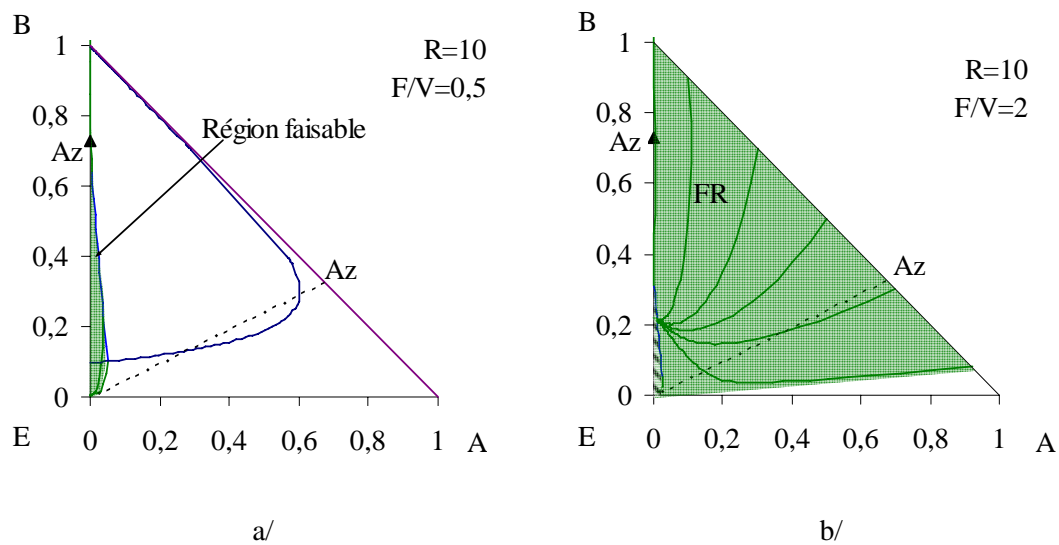 B
1
R=10
F/V=0,5
0,8
Région faisable
Az
0,6
0,4
Az
0,2
0
E
0
0,2
0,4
0,6
0,8
1
A
a/
B
1
R=10
F/V=2
0,8
Az
0,6
FR
0,4
Az
0,2
0
E
0
0,2
0,4
0,6
0,8
1
A
b/